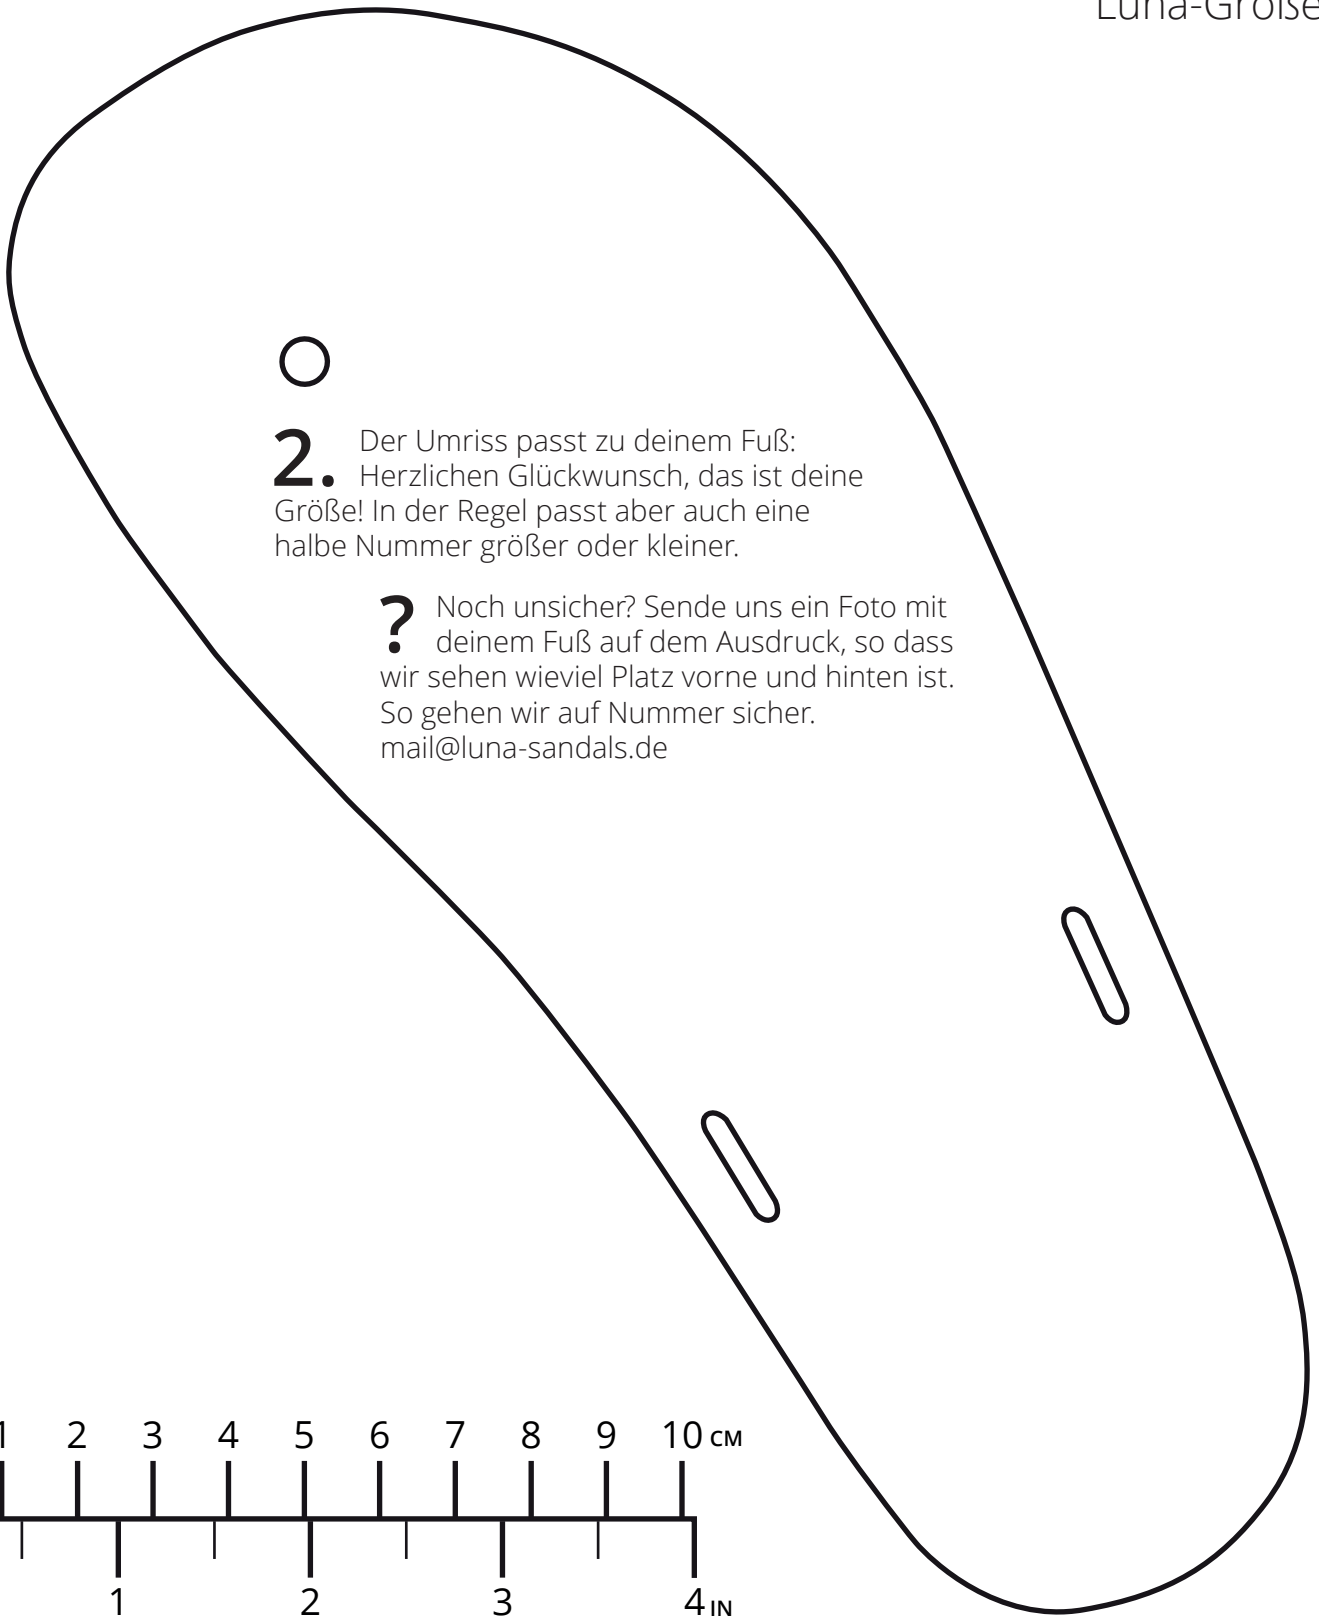 Luna-Größe
2. Der Umriss passt zu deinem Fuß:
Herzlichen Glückwunsch, das ist deine
Größe! In der Regel passt aber auch eine
halbe Nummer größer oder kleiner.
? Noch unsicher? Sende uns ein Foto mit
deinem Fuß auf dem Ausdruck, so dass
wir sehen wieviel Platz vorne und hinten ist.
So gehen wir auf Nummer sicher.
mail@luna-sandals.de
1 2 3 4 5 6 7 8 9 10 CM
1 2 3 4 IN